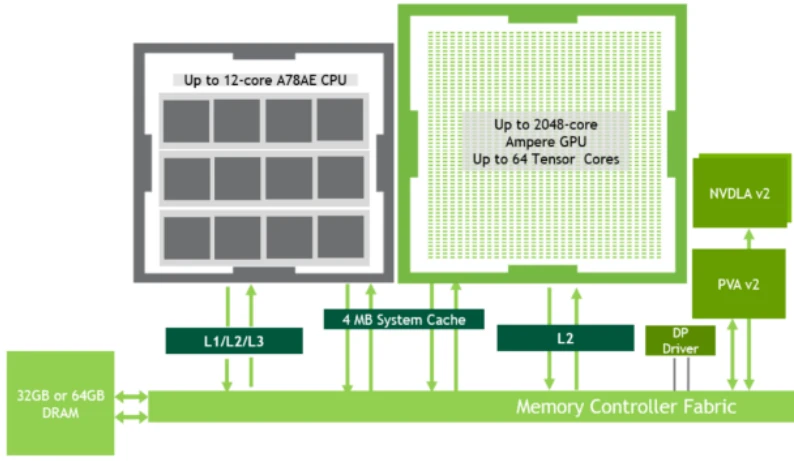 Up to 12-core A78AE CPU
Up to 2048-core
Ampere GPU
Up to 64 Tensor Cores
NVDLA v2
PVA v2
L1/L2/L3
4 MB System Cache
L2
DP
Driver
32GB or 64GB
DRAM
Memory Controller Fabric